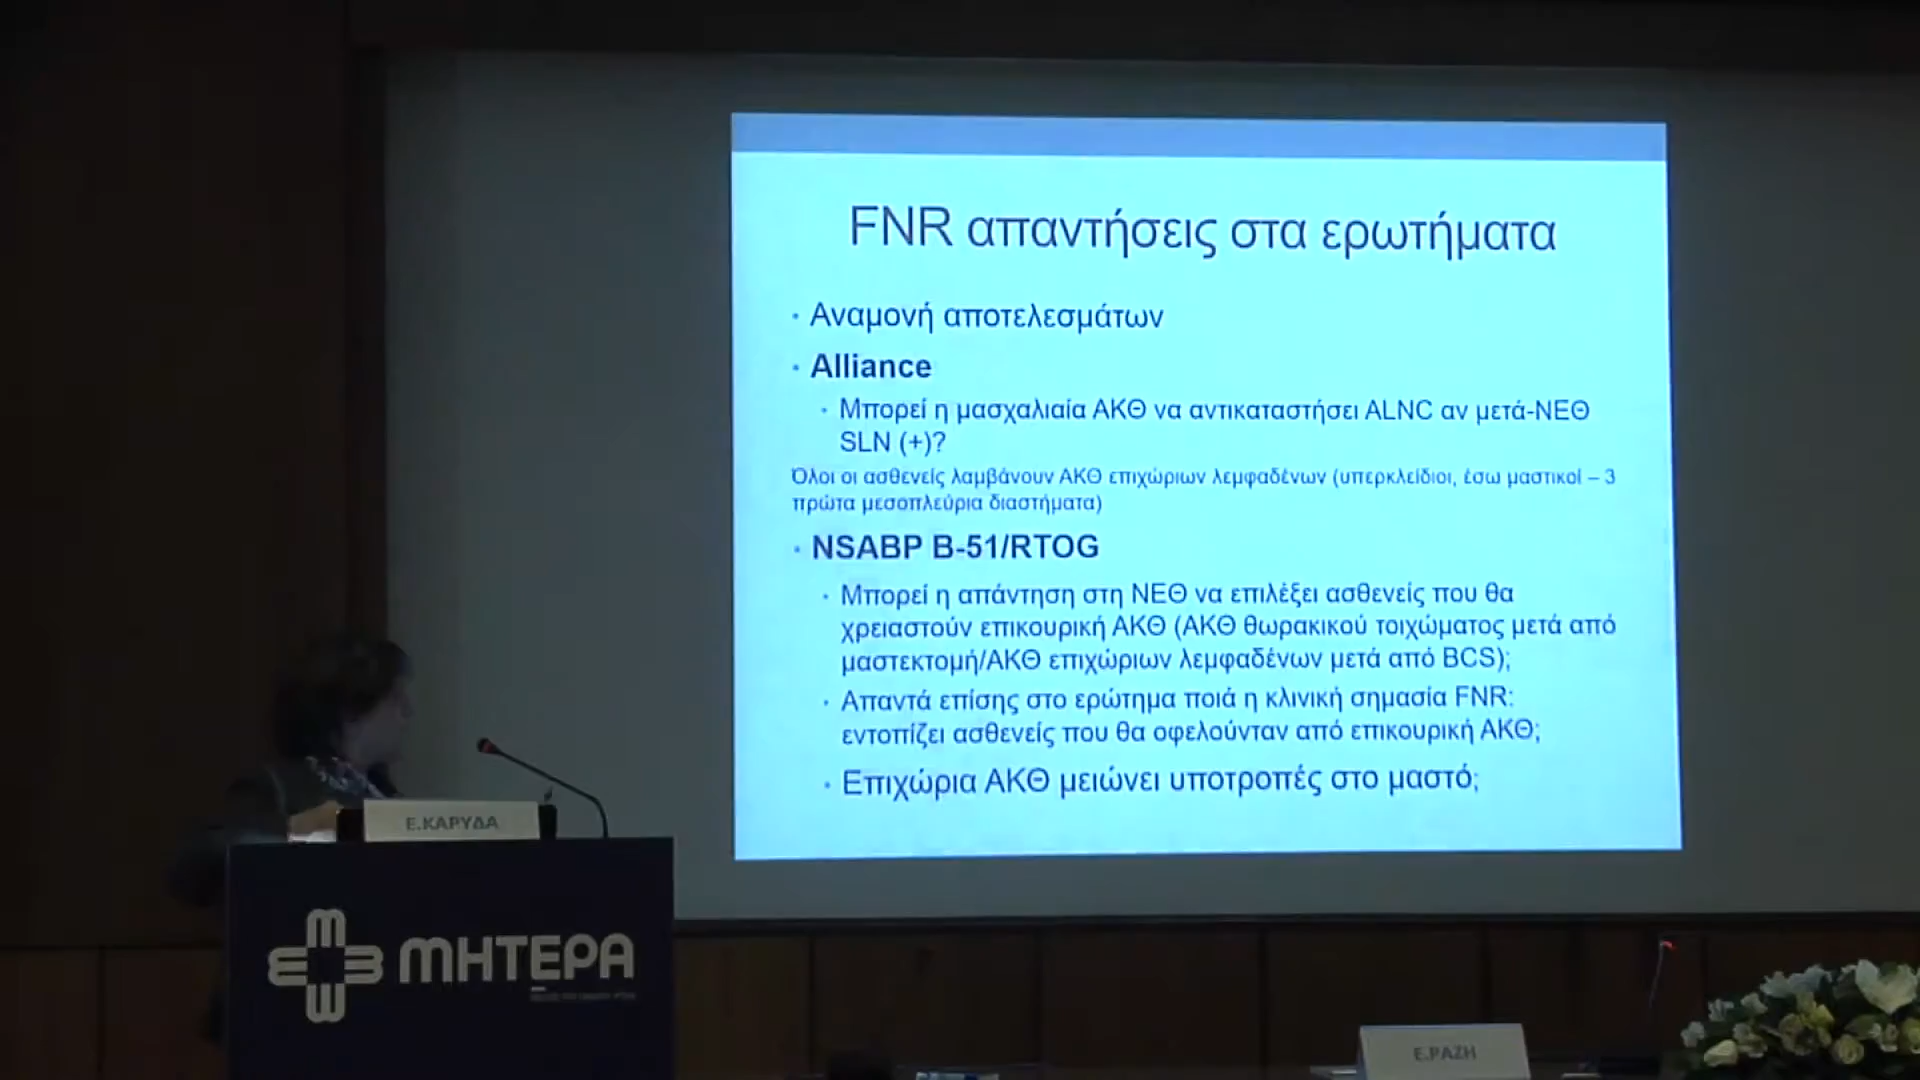 FNR απαντήσεις στα ερωτήματα
· Αναμονή αποτελεσμάτων
· Alliance
· Μπορεί η μασχαλιαία ΑΚΘ να αντικαταστήσει ALNC αν μετά-ΝΕΘ
SLN (+)?
Όλοι οι ασθενείς λαμβάνουν ΑΚΘ επιχώριων λεμφαδένων (υπερκλείδιοι, έσω μαστικοί – 3
πρώτα μεσοπλεύρια διαστήματα)
· NSABP B-51/RTOG
· Μπορεί η απάντηση στη ΝΕΘ να επιλέξει ασθενείς που θα
χρειαστούν επικουρική ΑΚΘ (ΑΚΘ θωρακικού τοιχώματος μετά από
μαστεκτομή/ΑΚΘ επιχώριων λεμφαδένων μετά από BCS);
· Απαντά επίσης στο ερώτημα ποιά η κλινική σημασία FNR:
εντοπίζει ασθενείς που θα οφελούνταν από επικουρική ΑΚΘ;
· Επιχώρια ΑΚΘ μειώνει υποτροπές στο μαστό;
Ε.ΚΑΡΥΔΑ
ΜΗΤΕΡΑ
Ε.ΡΑΖΗ